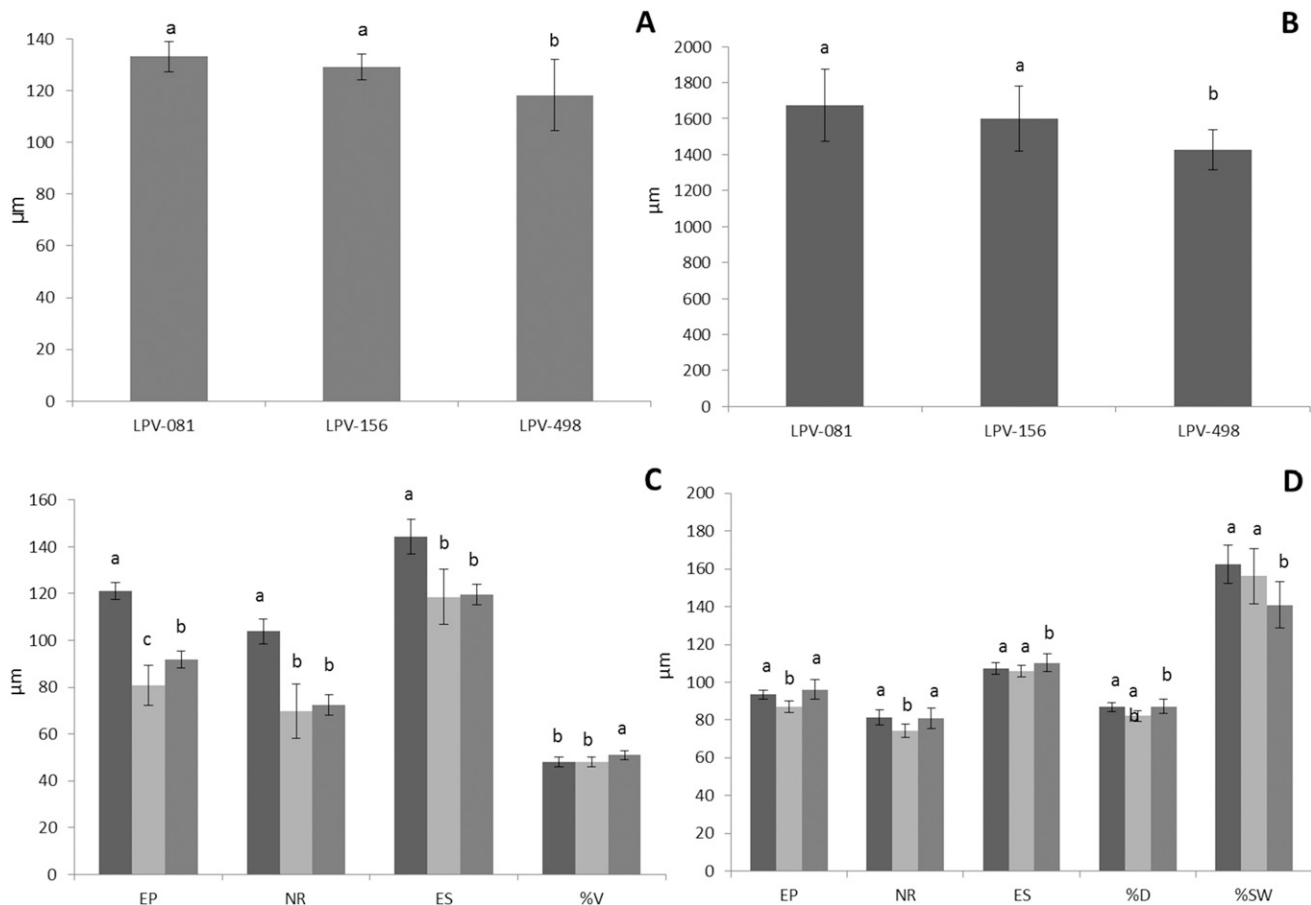 A
a a b
140
120
100
80
60
40
20
0
µm
LPV-081 LPV-156 LPV-498
B
a a b
2000
1800
1600
1400
1200
1000
800
600
400
200
0
µm
LPV-081 LPV-156 LPV-498
C
a c b a b b a b b b b a
160
140
120
100
80
60
40
20
0
µm
EP NR ES %V
D
a b a a b a a a b a a b b a a b
200
180
160
140
120
100
80
60
40
20
0
µm
EP NR ES %D %SW